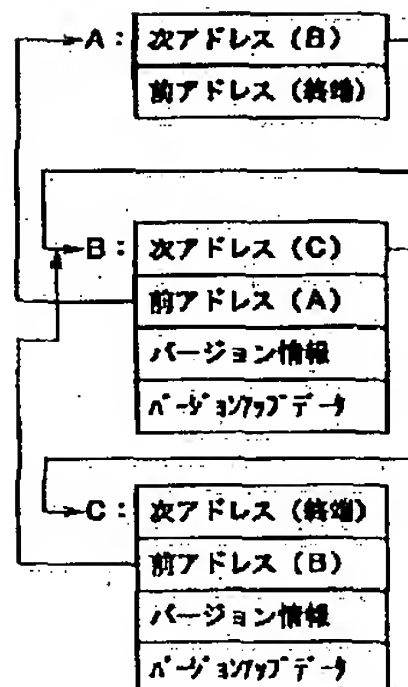 A： 次アドレス（B）
前アドレス（終端）
B： 次アドレス（C）
前アドレス（A）
バージョン情報
ﾊﾞｰｼﾞｮﾝｱｯﾌﾟﾃﾞｰﾀ
C： 次アドレス（終端）
前アドレス（B）
バージョン情報
ﾊﾞｰｼﾞｮﾝｱｯﾌﾟﾃﾞｰﾀ